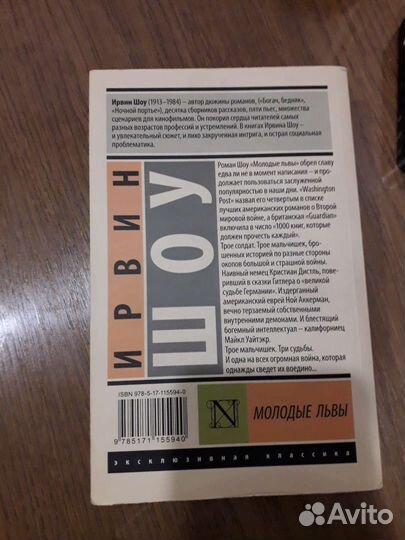 Ирвин Шоу (1913–1984) – автор дюжины романов, («Богач, бедняк»,
«Ночной портье»), десятка сборников рассказов, пяти пьес, множества
сценариев для кинофильмов. Он покорил сердца читателей самых
разных возрастов профессий и устремлений. В книгах Ирвина Шоу –
и увлекательный сюжет, и лихо закрученная интрига, и острая социальная
проблематика.
ИРВИН
ШОУ
Роман Шоу «Молодые львы» обрел славу
едва ли не в момент написания – и про-
должает пользоваться заслуженной
популярностью в наши дни. «Washington
Post» назвал его четвертым в списке
лучших американских романов о Второй
мировой войне, а британская «Guardian»
включила в число «1000 книг, которые
должен прочесть каждый».
Трое солдат. Трое мальчишек, бро-
шенных историей по разные стороны
окопов большой и страшной войны.
Наивный немец Кристиан Дистль, пове-
ривший в сказки Гитлера о «великой
судьбе Германии». Издерганный
американский еврей Ной Аккерман,
вечно терзаемый собственными
внутренними демонами. И блестящий
богемный интеллектуал – калифорниец
Майкл Уайтэкр.
Трое мальчишек. Три судьбы.
И одна на всех огромная война, которая
однажды сведет их воедино...
ISBN 978-5-17-115594-0
9 785171 155940
N
МОЛОДЫЕ ЛЬВЫ
эксклюзивная классика
Avito